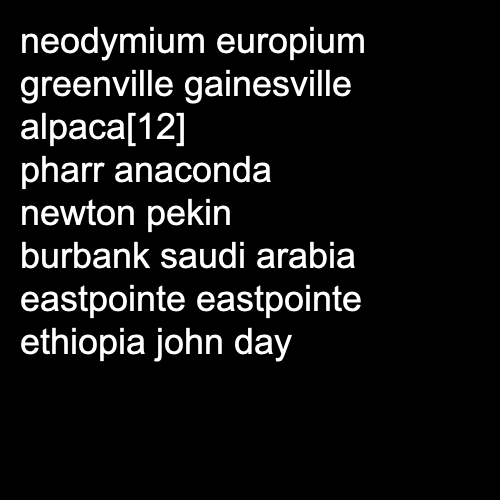 neodymium europium
greenville gainesville
alpaca[12]
pharr anaconda
newton pekin
burbank saudi arabia
eastpointe eastpointe
ethiopia john day